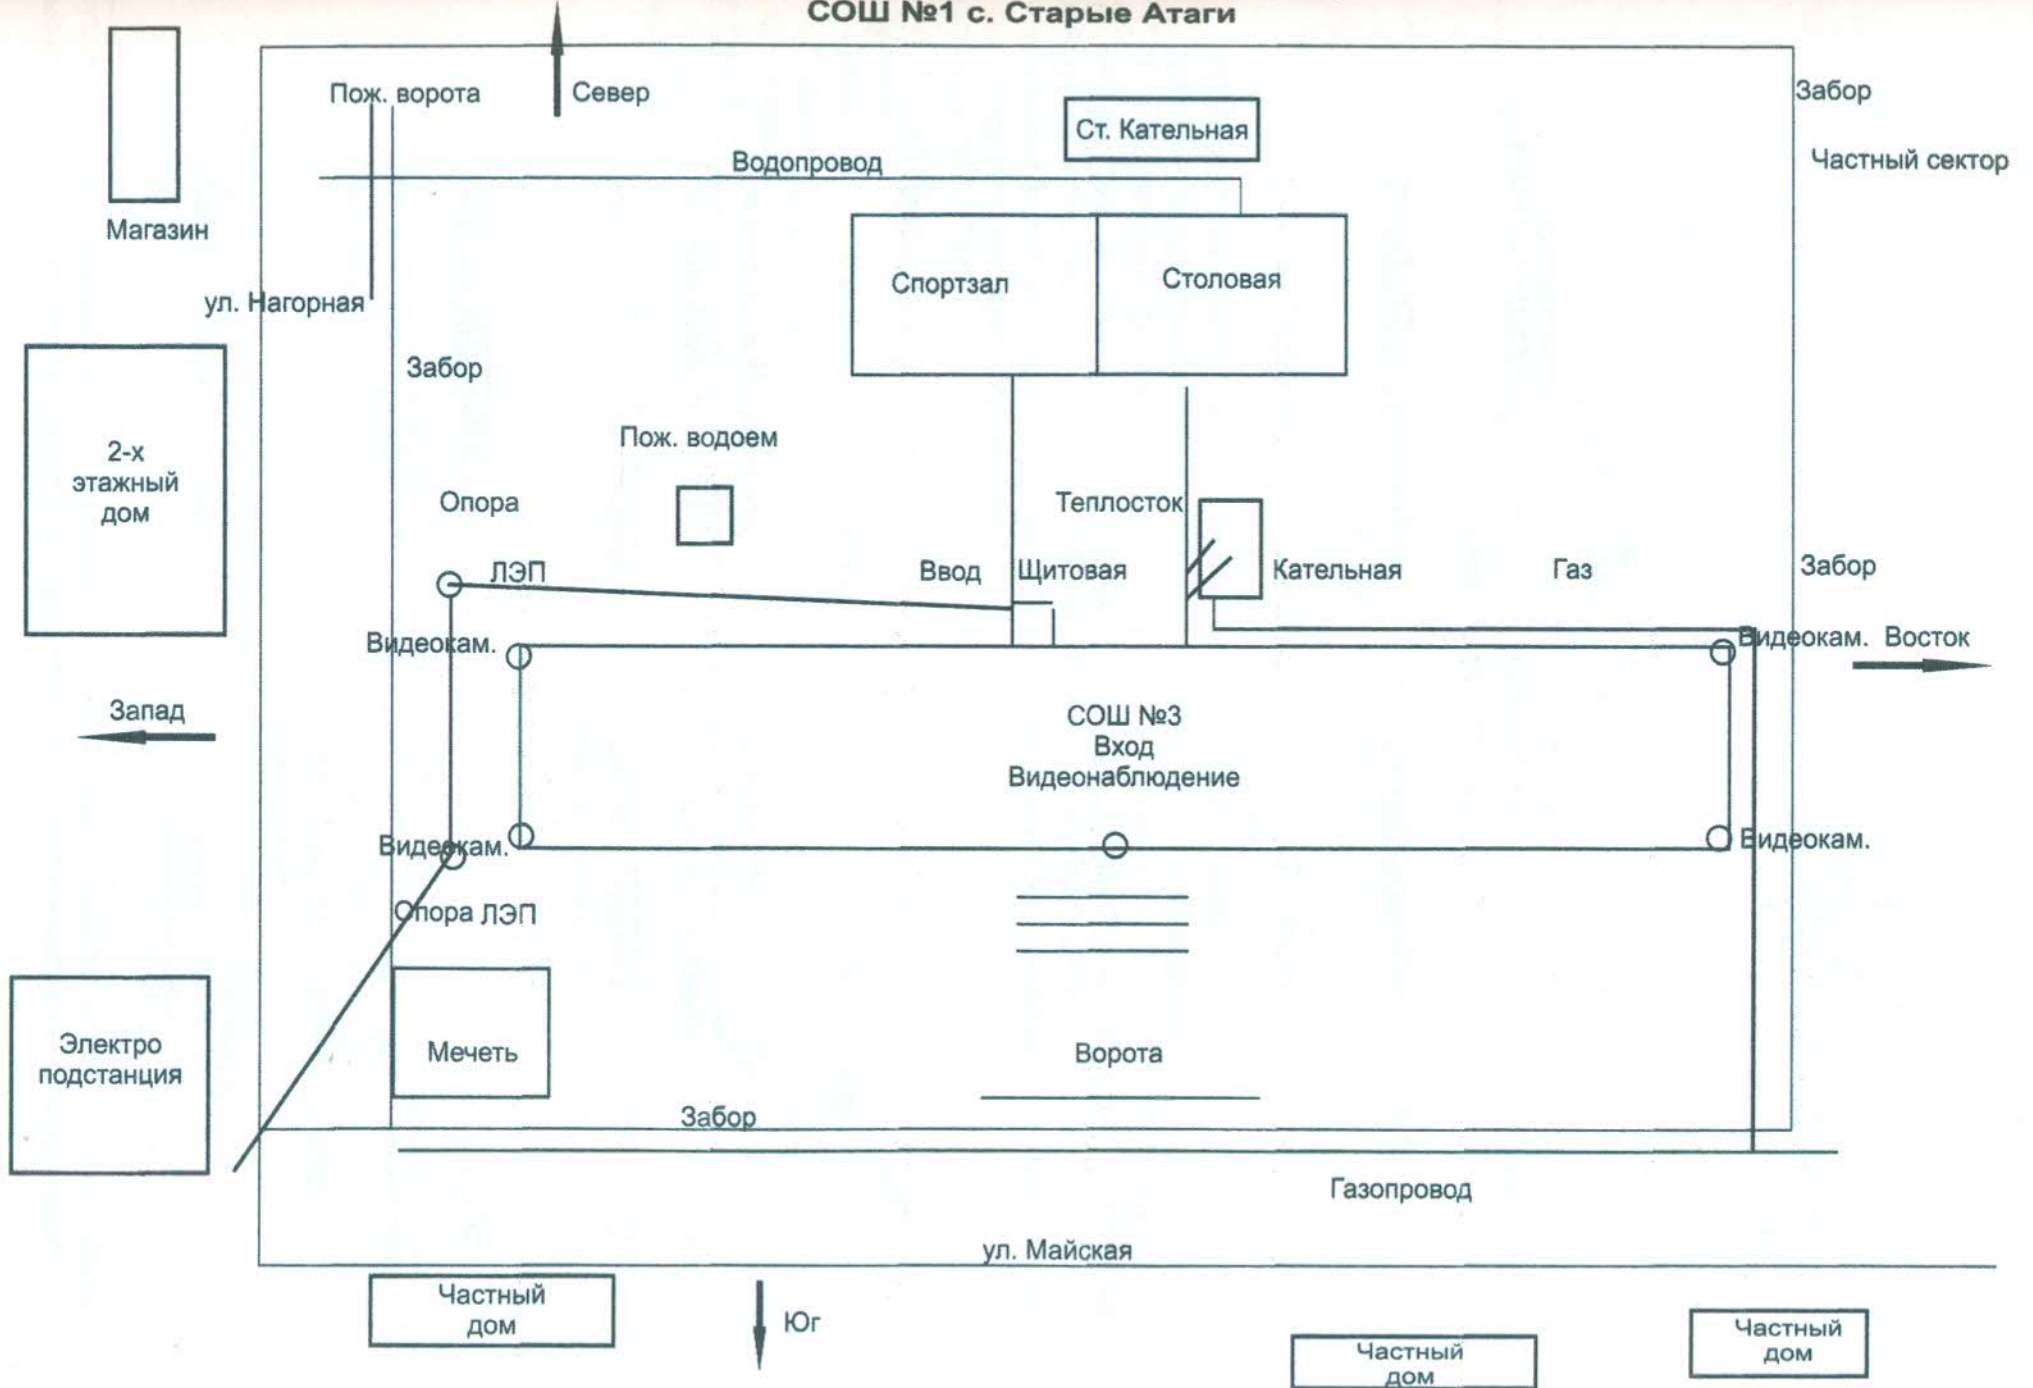 СОШ №1 с. Старые Атаги
Пож. ворота
Север
Забор
Ст. Кательная
Водопровод
Частный сектор
Магазин
Спортзал
Столовая
ул. Нагорная
Забор
2-х
этажный
дом
Пож. водоем
Опора
Теплосток
ЛЭП
Ввод
Щитовая
Кательная
Газ
Забор
Видеокам.
Видеокам.
Восток
Запад
СОШ №3
Вход
Видеонаблюдение
Видеокам.
Видеокам.
Опора ЛЭП
Электро
подстанция
Мечеть
Ворота
Забор
Газопровод
ул. Майская
Частный
дом
Юг
Частный
дом
Частный
дом